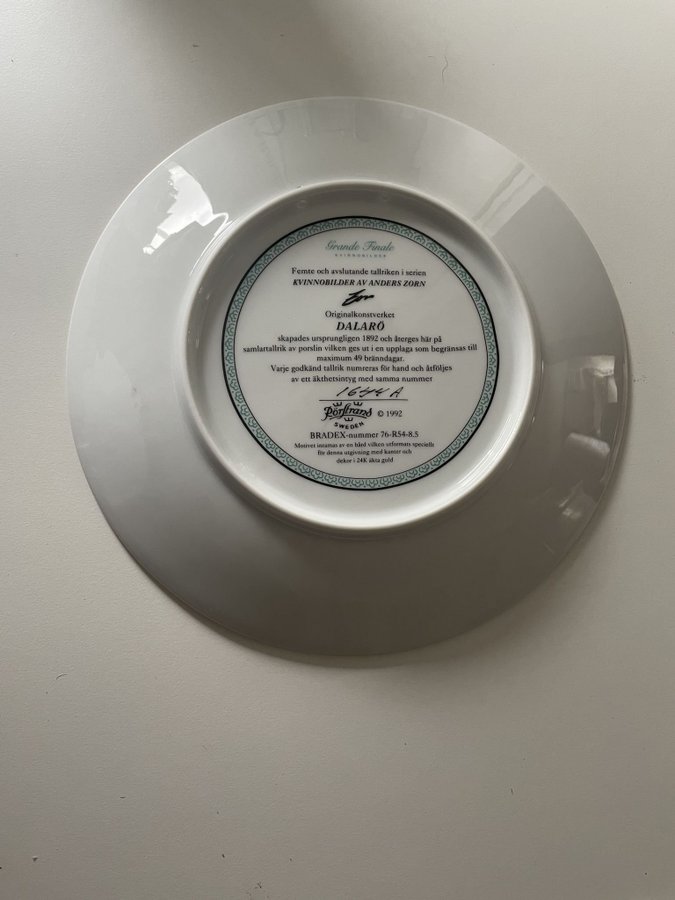 Grande Finale
KVINNOBILDER
Femte och avslutande tallriken i serien
KVINNOBILDER AV ANDERS ZORN
Zorn
Originalkonstverket
DALARÖ
skapades ursprungligen 1892 och återges här på
samlartallrik av porslin vilken ges ut i en upplaga som begränsas till
maximum 49 bränndagar.
Varje godkänd tallrik numreras för hand och åtföljes
av ett äkthetsintyg med samma nummer
A
Rörstrand © 1992
SWEDEN
BRADEX-nummer 76-R54-8.5
Motivet inramas av en bård vilken utformats speciellt
för denna utgivning med kanter och
dekor i 24K äkta guld